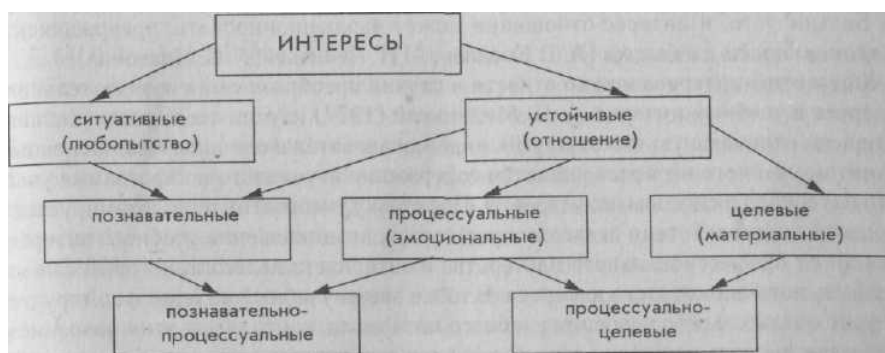 ИНТЕРЕСЫ
ситуативные
(любопытство)
устойчивые
(отношение)
познавательные
процессуальные
(эмоциональные)
целевые
(материальные)
познавательно-
процессуальные
процессуально-
целевые